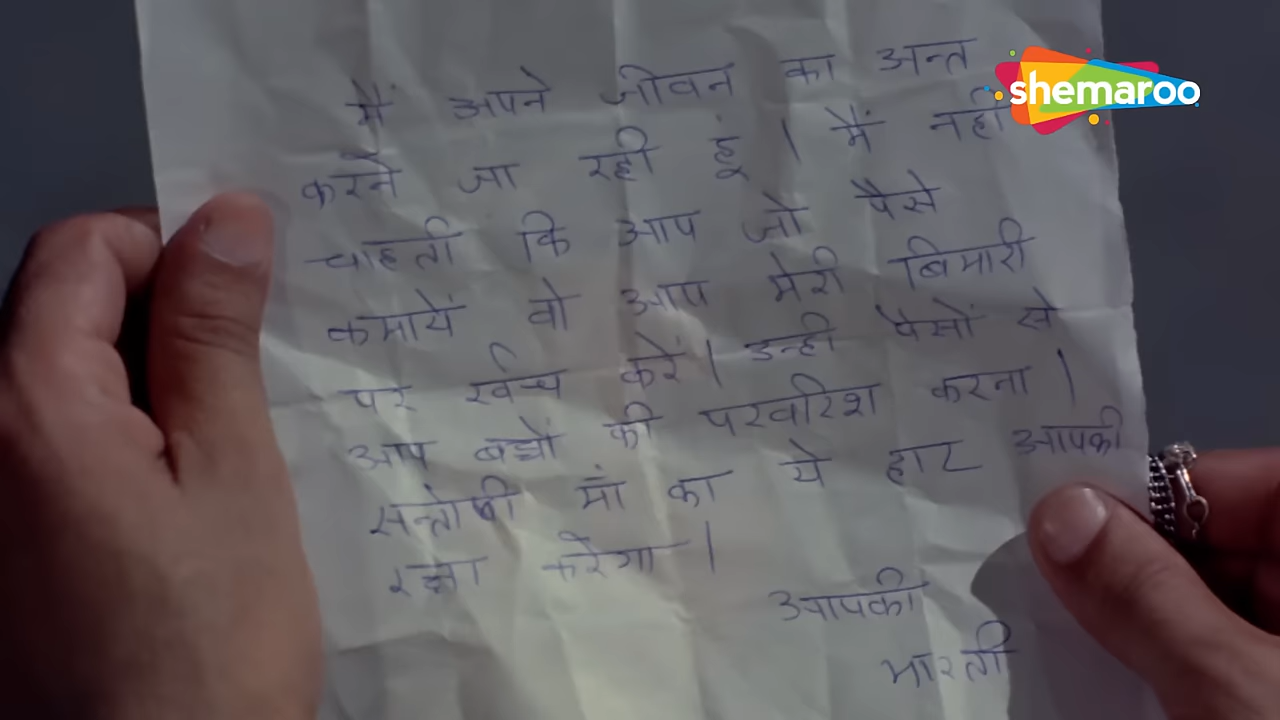 shemaroo
मैं अपने जीवन का अन्त
करने जा रही हूं। मैं नहीं
चाहती कि आप जो पैसे
कमायें वो आप मेरी बिमारी
पर खर्च करें। उन्ही पैसों से
आप बच्चों की परवरिश करना।
सन्तोषी माँ का ये हार आपकी
रक्षा करेगा।
आपकी
भारती